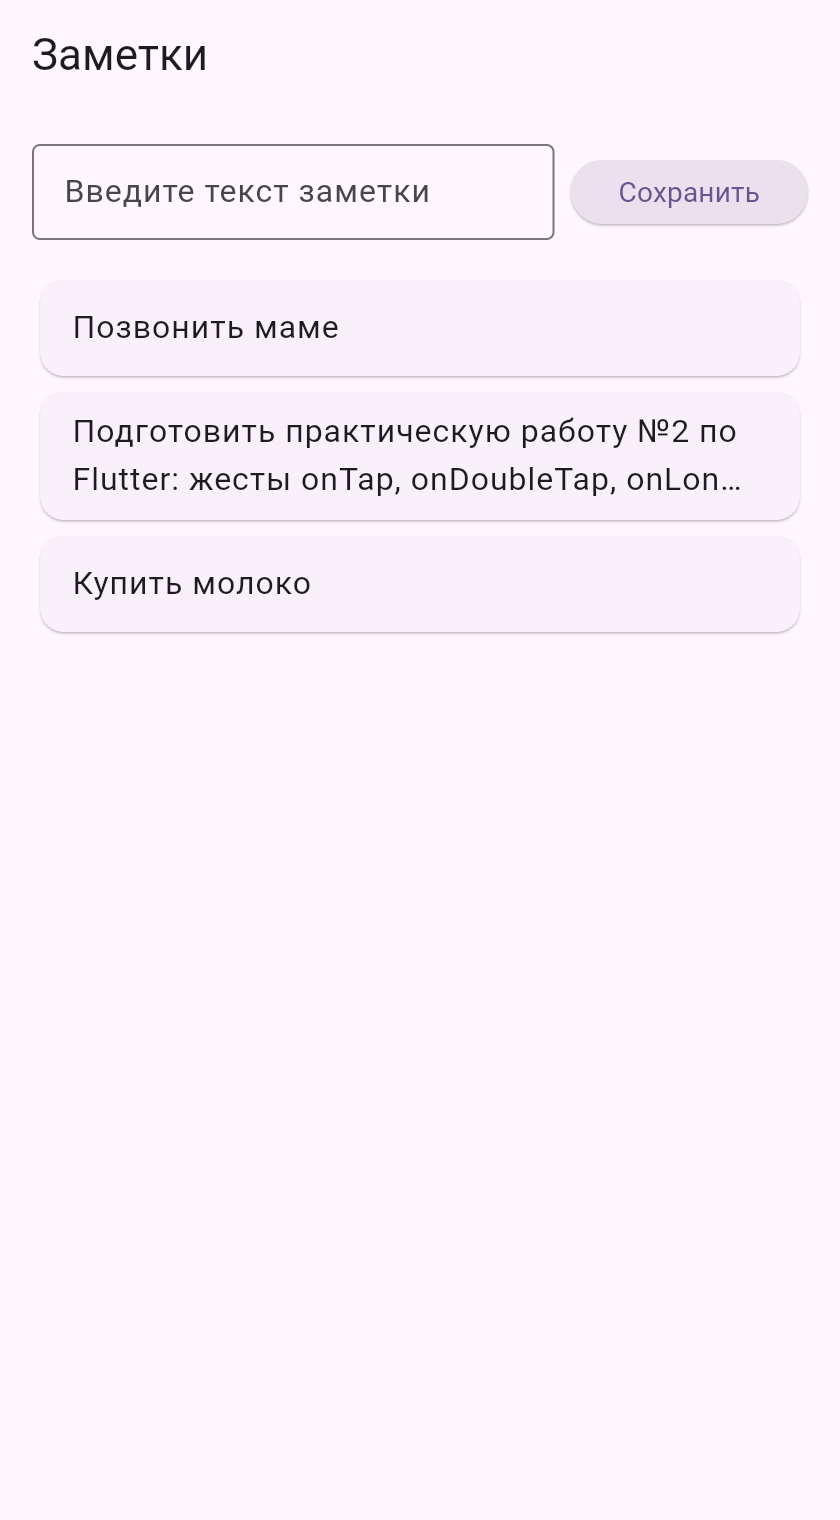 Заметки
Введите текст заметки
Сохранить
Позвонить маме
Подготовить практическую работу №2 по
Flutter: жесты onTap, onDoubleTap, onLon…
Купить молоко